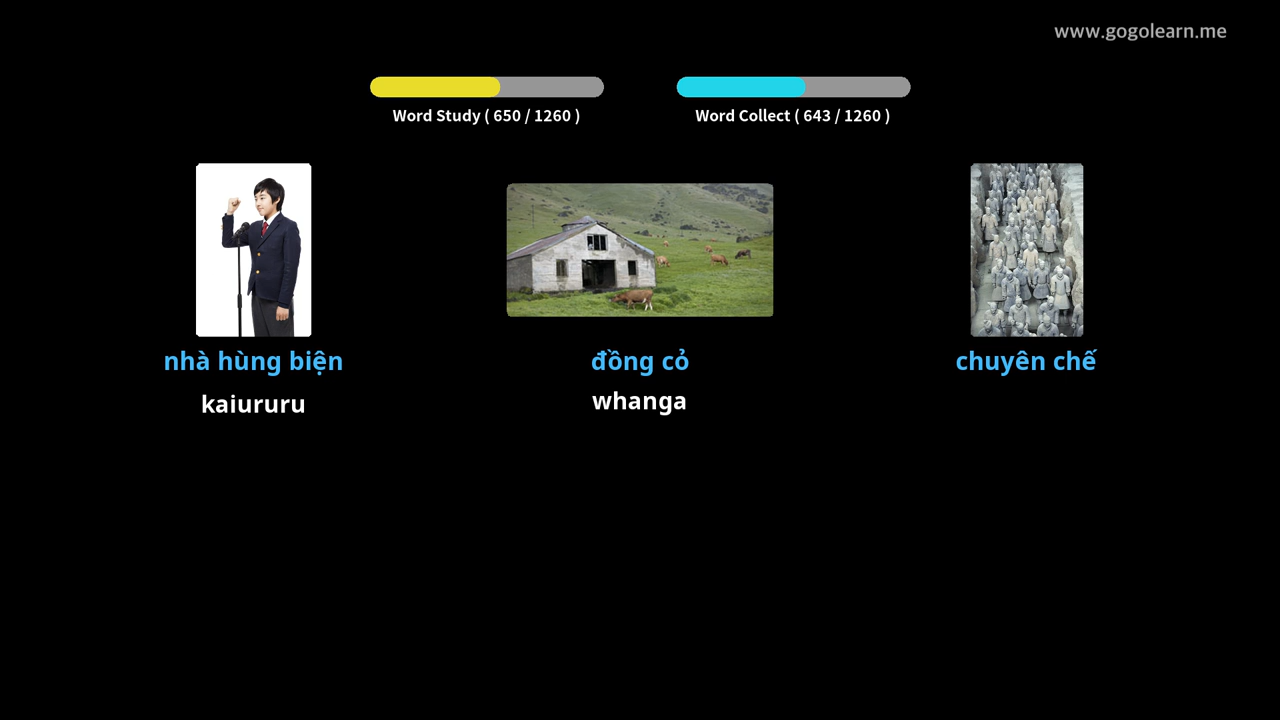 www.gogolearn.me
Word Study ( 650 / 1260 )
Word Collect ( 643 / 1260 )
nhà hùng biện
đồng cỏ
chuyên chế
kaiururu
whanga